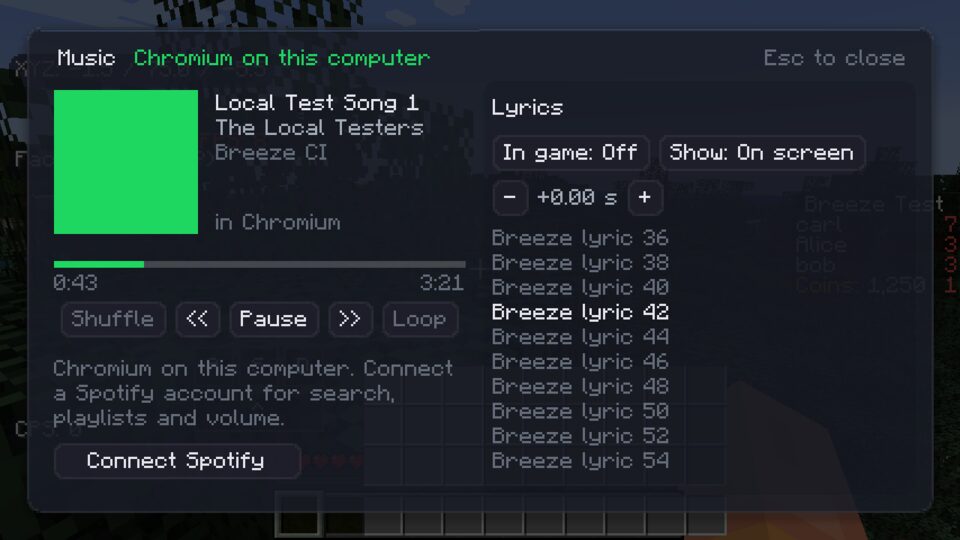 Music Chromium on this computer
Esc to close
Local Test Song 1
The Local Testers
Breeze CI
in Chromium
0:43
3:21
Shuffle
<<
Pause
>>
Loop
Chromium on this computer. Connect
a Spotify account for search,
playlists and volume.
Connect Spotify
Lyrics
In game: Off
Show: On screen
-
+0.00 s
+
Breeze lyric 36
Breeze lyric 38
Breeze lyric 40
Breeze lyric 42
Breeze lyric 44
Breeze lyric 46
Breeze lyric 48
Breeze lyric 50
Breeze lyric 52
Breeze lyric 54
Breeze Test
carl 7
Alice 3
bob 3
Coins: 1,250 1